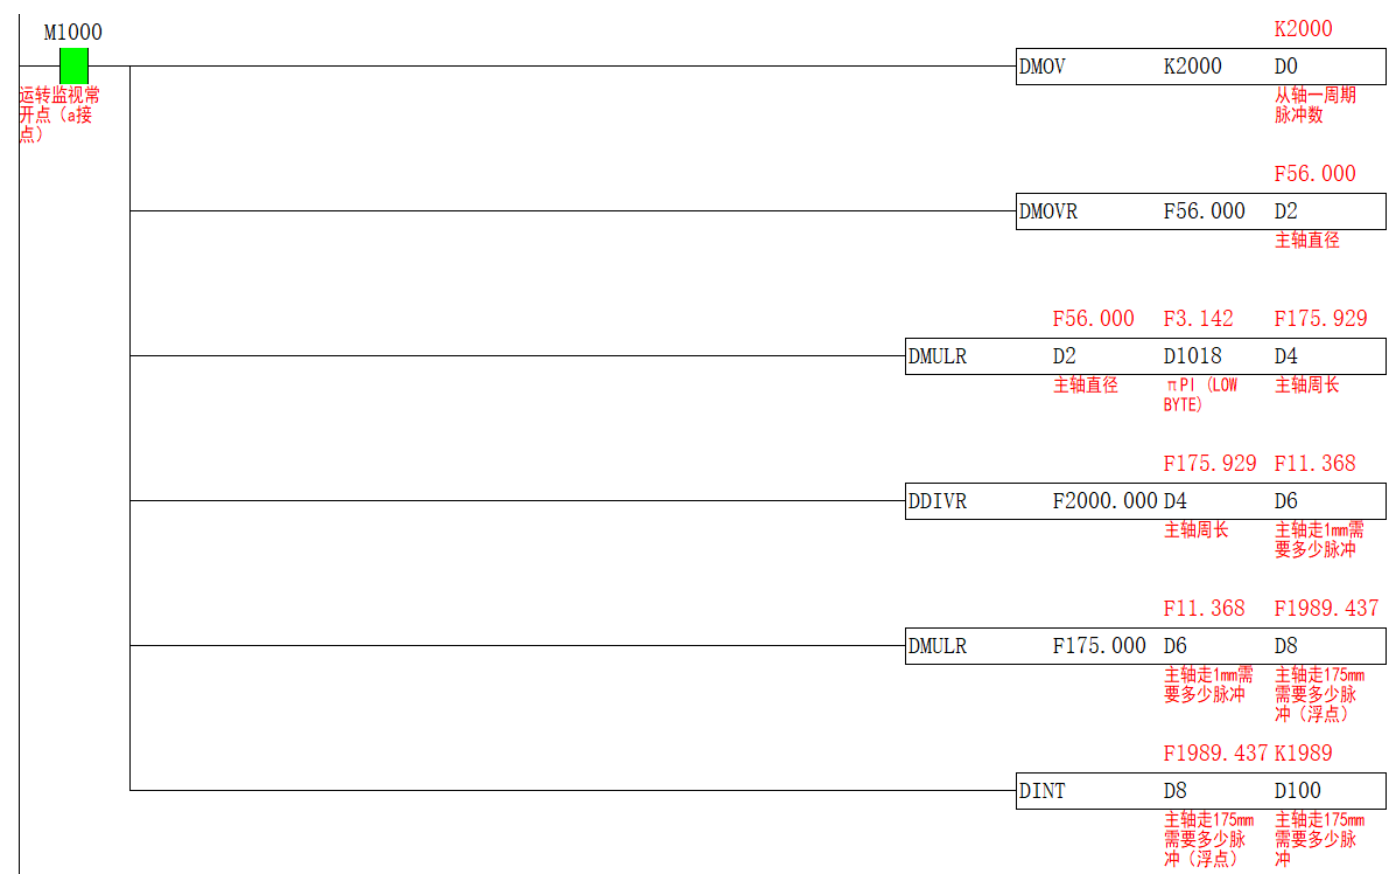 M1000
运转监视常
开点（a接
点）
K2000
DMOV K2000 D0
从轴一周期
脉冲数
F56.000
DMOVR F56.000 D2
主轴直径
F56.000 F3.142 F175.929
DMULR D2 D1018 D4
主轴直径 πPI（LOW 主轴周长
BYTE）
F175.929 F11.368
DDIVR F2000.000 D4 D6
主轴周长 主轴走1mm需
要多少脉冲
F11.368 F1989.437
DMULR F175.000 D6 D8
主轴走1mm需 主轴走175mm
要多少脉冲 需要多少脉
冲（浮点）
F1989.437 K1989
DINT D8 D100
主轴走175mm 主轴走175mm
需要多少脉 需要多少脉
冲（浮点） 冲